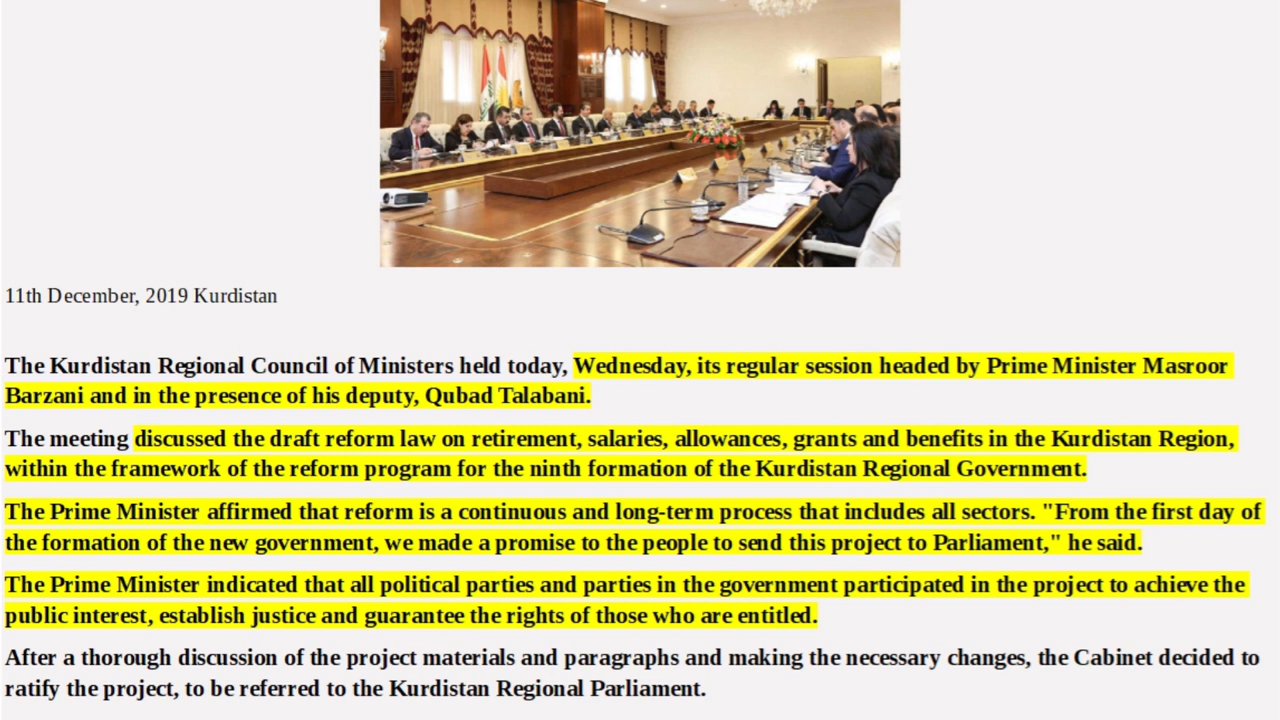 11th December, 2019 Kurdistan
The Kurdistan Regional Council of Ministers held today, Wednesday, its regular session headed by Prime Minister Masroor
Barzani and in the presence of his deputy, Qubad Talabani.
The meeting discussed the draft reform law on retirement, salaries, allowances, grants and benefits in the Kurdistan Region,
within the framework of the reform program for the ninth formation of the Kurdistan Regional Government.
The Prime Minister affirmed that reform is a continuous and long-term process that includes all sectors. "From the first day of
the formation of the new government, we made a promise to the people to send this project to Parliament," he said.
The Prime Minister indicated that all political parties and parties in the government participated in the project to achieve the
public interest, establish justice and guarantee the rights of those who are entitled.
After a thorough discussion of the project materials and paragraphs and making the necessary changes, the Cabinet decided to
ratify the project, to be referred to the Kurdistan Regional Parliament.